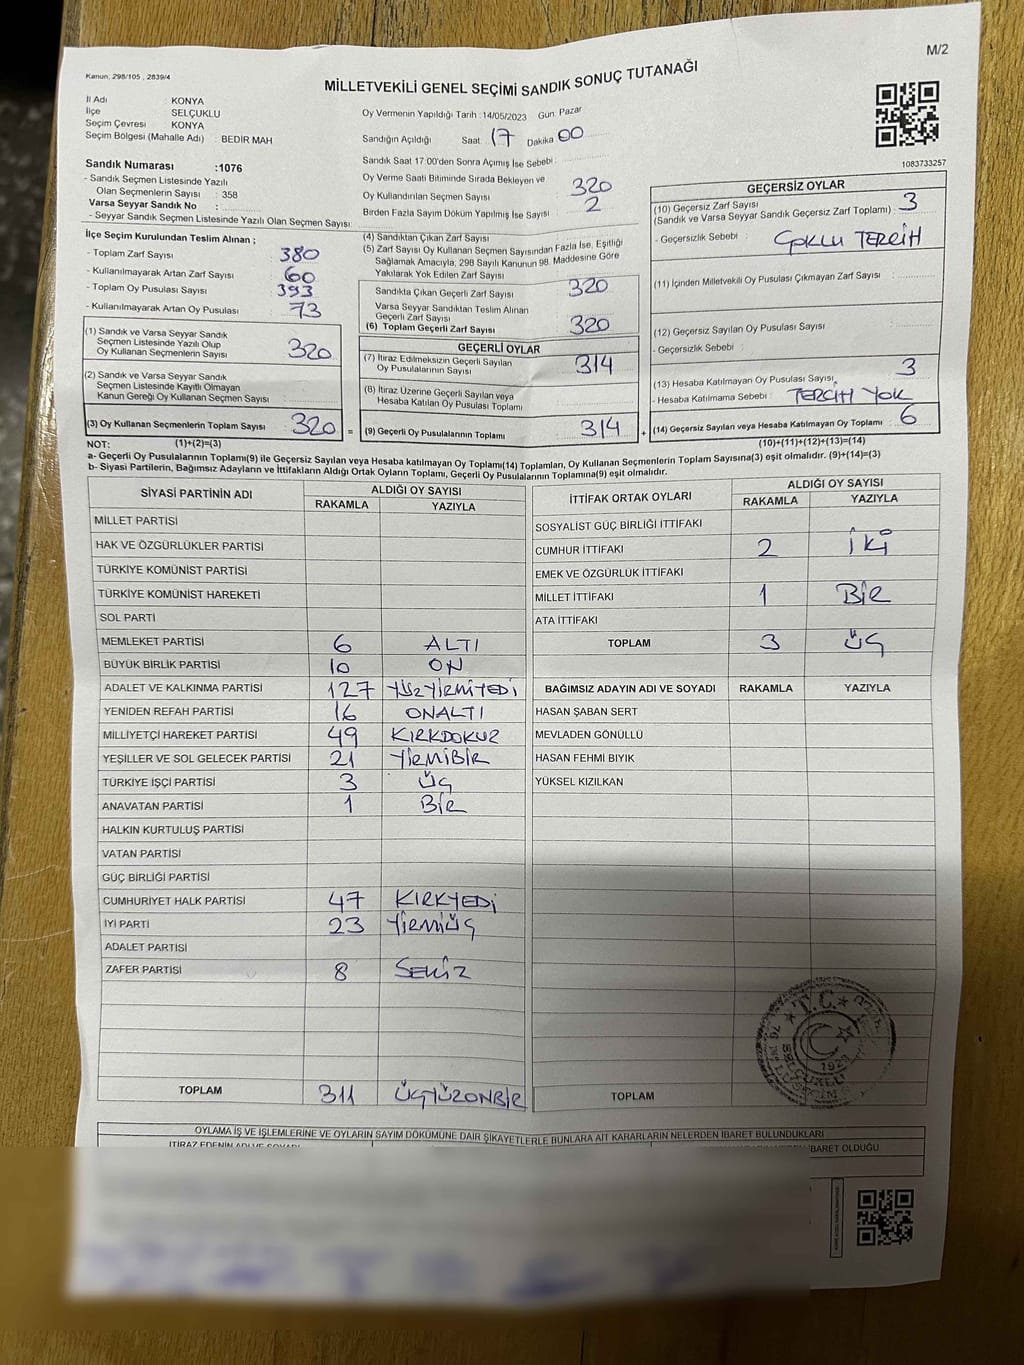 M/2
Kanun, 298/105 , 2839/4
MİLLETVEKİLİ GENEL SEÇİMİ SANDIK SONUÇ TUTANAĞI
İl Adı KONYA
İlçe SELÇUKLU
Seçim Çevresi KONYA
Seçim Bölgesi (Mahalle Adı) : BEDİR MAH
Sandık Numarası :1076
- Sandık Seçmen Listesinde Yazılı
Olan Seçmenlerin Sayısı : 358
Varsa Seyyar Sandık No :
- Seyyar Sandık Seçmen Listesinde Yazılı Olan Seçmen Sayısı:
Oy Vermenin Yapıldığı Tarih :14/05/2023 Gün: Pazar
Sandığın Açıldığı Saat 17 Dakika 00
Sandık Saat 17:00'den Sonra Açımış İse Sebebi :
Oy Verme Saati Bitiminde Sırada Bekleyen ve
Oy Kullandırılan Seçmen Sayısı 320
Birden Fazla Sayım Döküm Yapılmış İse Sayısı 2
1083733257
İlçe Seçim Kurulundan Teslim Alınan ;
- Toplam Zarf Sayısı 380
- Kullanılmayarak Artan Zarf Sayısı 60
- Toplam Oy Pusulası Sayısı 393
- Kullanılmayarak Artan Oy Pusulası 73
(1) Sandık ve Varsa Seyyar Sandık
Seçmen Listesinde Yazılı Olup
Oy Kullanan Seçmenlerin Sayısı 320
(2) Sandık ve Varsa Seyyar Sandık
Seçmen Listesinde Kayıtlı Olmayan
Kanun Gereği Oy Kullanan Seçmen Sayısı :
(3) Oy Kullanan Seçmenlerin Toplam Sayısı 320 =
(4) Sandıktan Çıkan Zarf Sayısı
(5) Zarf Sayısı Oy Kullanan Seçmen Sayısından Fazla İse, Eşitliği
Sağlamak Amacıyla, 298 Sayılı Kanunun 98. Maddesine Göre
Yakılarak Yok Edilen Zarf Sayısı
Sandıkta Çıkan Geçerli Zarf Sayısı 320
Varsa Seyyar Sandıktan Teslim Alınan
Geçerli Zarf Sayısı
(6) Toplam Geçerli Zarf Sayısı 320
GEÇERLİ OYLAR
(7) İtiraz Edilmeksizin Geçerli Sayılan
Oy Pusulalarının Sayısı 314
(8) İtiraz Üzerine Geçerli Sayılan veya
Hesaba Katılan Oy Pusulası Toplamı
(9) Geçerli Oy Pusulalarının Toplamı 314 +
GEÇERSİZ OYLAR
(10) Geçersiz Zarf Sayısı 3
(Sandık ve Varsa Seyyar Sandık Geçersiz Zarf Toplamı) :
- Geçersizlik Sebebi : ÇOKLU TERCİH
(11) İçinden Milletvekili Oy Pusulası Çıkmayan Zarf Sayısı :
(12) Geçersiz Sayılan Oy Pusulası Sayısı :
- Geçersizlik Sebebi :
(13) Hesaba Katılmayan Oy Pusulası Sayısı, 3
- Hesaba Katılmama Sebebi : TERCİH YOK
(14) Geçersiz Sayılan veya Hesaba Katılmayan Oy Toplamı : 6
NOT: (1)+(2)=(3) (10)+(11)+(12)+(13)=(14)
a- Geçerli Oy Pusulalarının Toplamı(9) ile Geçersiz Sayılan veya Hesaba katılmayan Oy Toplamı(14) Toplamları, Oy Kullanan Seçmenlerin Toplam Sayısına(3) eşit olmalıdır. (9)+(14)=(3)
b- Siyasi Partilerin, Bağımsız Adayların ve İttifakların Aldığı Ortak Oyların Toplamı, Geçerli Oy Pusulalarının Toplamına(9) eşit olmalıdır.
SİYASİ PARTİNİN ADI ALDIĞI OY SAYISI
RAKAMLA YAZIYLA
MİLLET PARTİSİ
HAK VE ÖZGÜRLÜKLER PARTİSİ
TÜRKİYE KOMÜNİST PARTİSİ
TÜRKİYE KOMÜNİST HAREKETİ
SOL PARTİ
MEMLEKET PARTİSİ 6 ALTI
BÜYÜK BİRLİK PARTİSİ 10 ON
ADALET VE KALKINMA PARTİSİ 127 YÜZYİRMİYEDİ
YENİDEN REFAH PARTİSİ 16 ONALTI
MİLLİYETÇİ HAREKET PARTİSİ 49 KIRKDOKUZ
YEŞİLLER VE SOL GELECEK PARTİSİ 21 YİRMİBİR
TÜRKİYE İŞÇİ PARTİSİ 3 ÜÇ
ANAVATAN PARTİSİ 1 BİR
HALKIN KURTULUŞ PARTİSİ
VATAN PARTİSİ
GÜÇ BİRLİĞİ PARTİSİ
CUMHURİYET HALK PARTİSİ 47 KIRKYEDİ
İYİ PARTİ 23 YİRMİÜÇ
ADALET PARTİSİ
ZAFER PARTİSİ 8 SEKİZ
TOPLAM 311 ÜÇYÜZONBİR
İTTİFAK ORTAK OYLARI ALDIĞI OY SAYISI
RAKAMLA YAZIYLA
SOSYALİST GÜÇ BİRLİĞİ İTTİFAKI
CUMHUR İTTİFAKI 2 İKİ
EMEK VE ÖZGÜRLÜK İTTİFAKI
MİLLET İTTİFAKI 1 BİR
ATA İTTİFAKI
TOPLAM 3 ÜÇ
BAĞIMSIZ ADAYIN ADI VE SOYADI RAKAMLA YAZIYLA
HASAN ŞABAN SERT
MEVLADEN GÖNÜLLÜ
HASAN FEHMİ BIYIK
YÜKSEL KIZILKAN
TOPLAM
T.C.
SELÇUKLU
OYLAMA İŞ VE İŞLEMLERİNE VE OYLARIN SAYIM DÖKÜMÜNE DAİR ŞİKAYETLERLE BUNLARA AİT KARARLARIN NELERDEN İBARET BULUNDUKLARI
İTİRAZ EDENİN ADI VE SOYADI
İBARET OLDUĞU